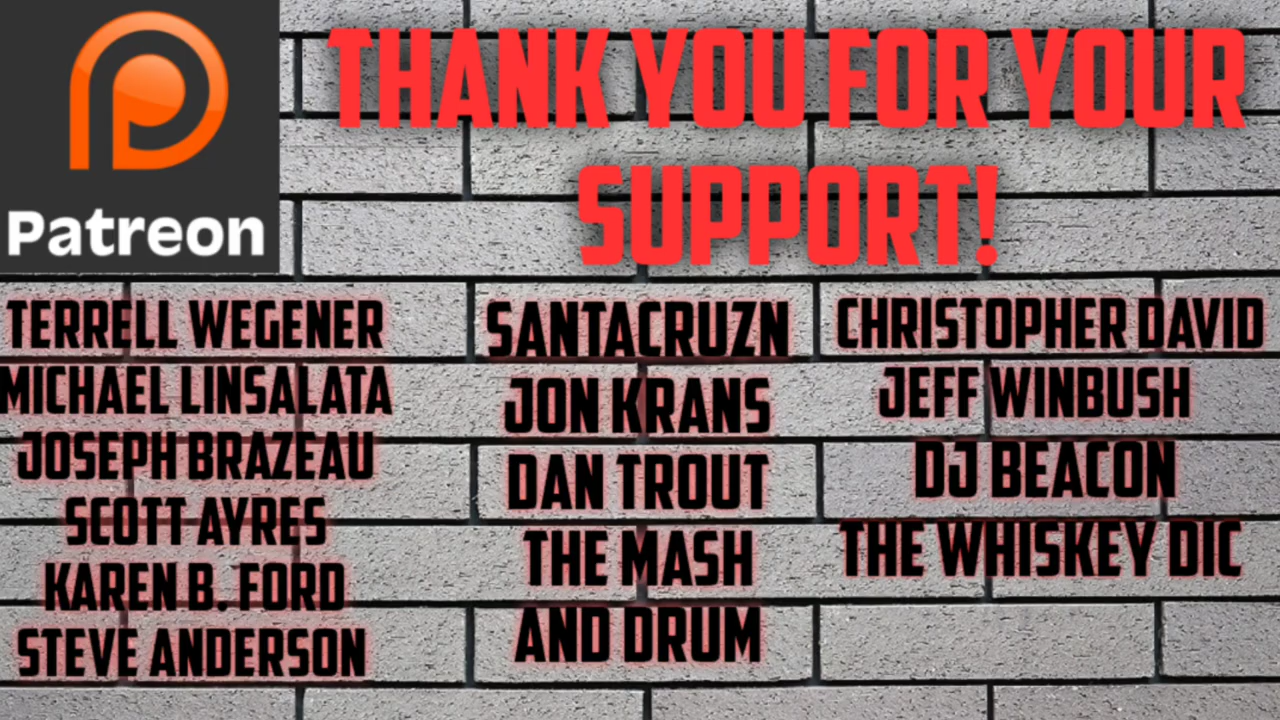 Patreon
THANK YOU FOR YOUR
SUPPORT!
TERRELL WEGENER
MICHAEL LINSALATA
JOSEPH BRAZEAU
SCOTT AYRES
KAREN B. FORD
STEVE ANDERSON
SANTACRUZN
JON KRANS
DAN TROUT
THE MASH
AND DRUM
CHRISTOPHER DAVID
JEFF WINBUSH
DJ BEACON
THE WHISKEY DIC